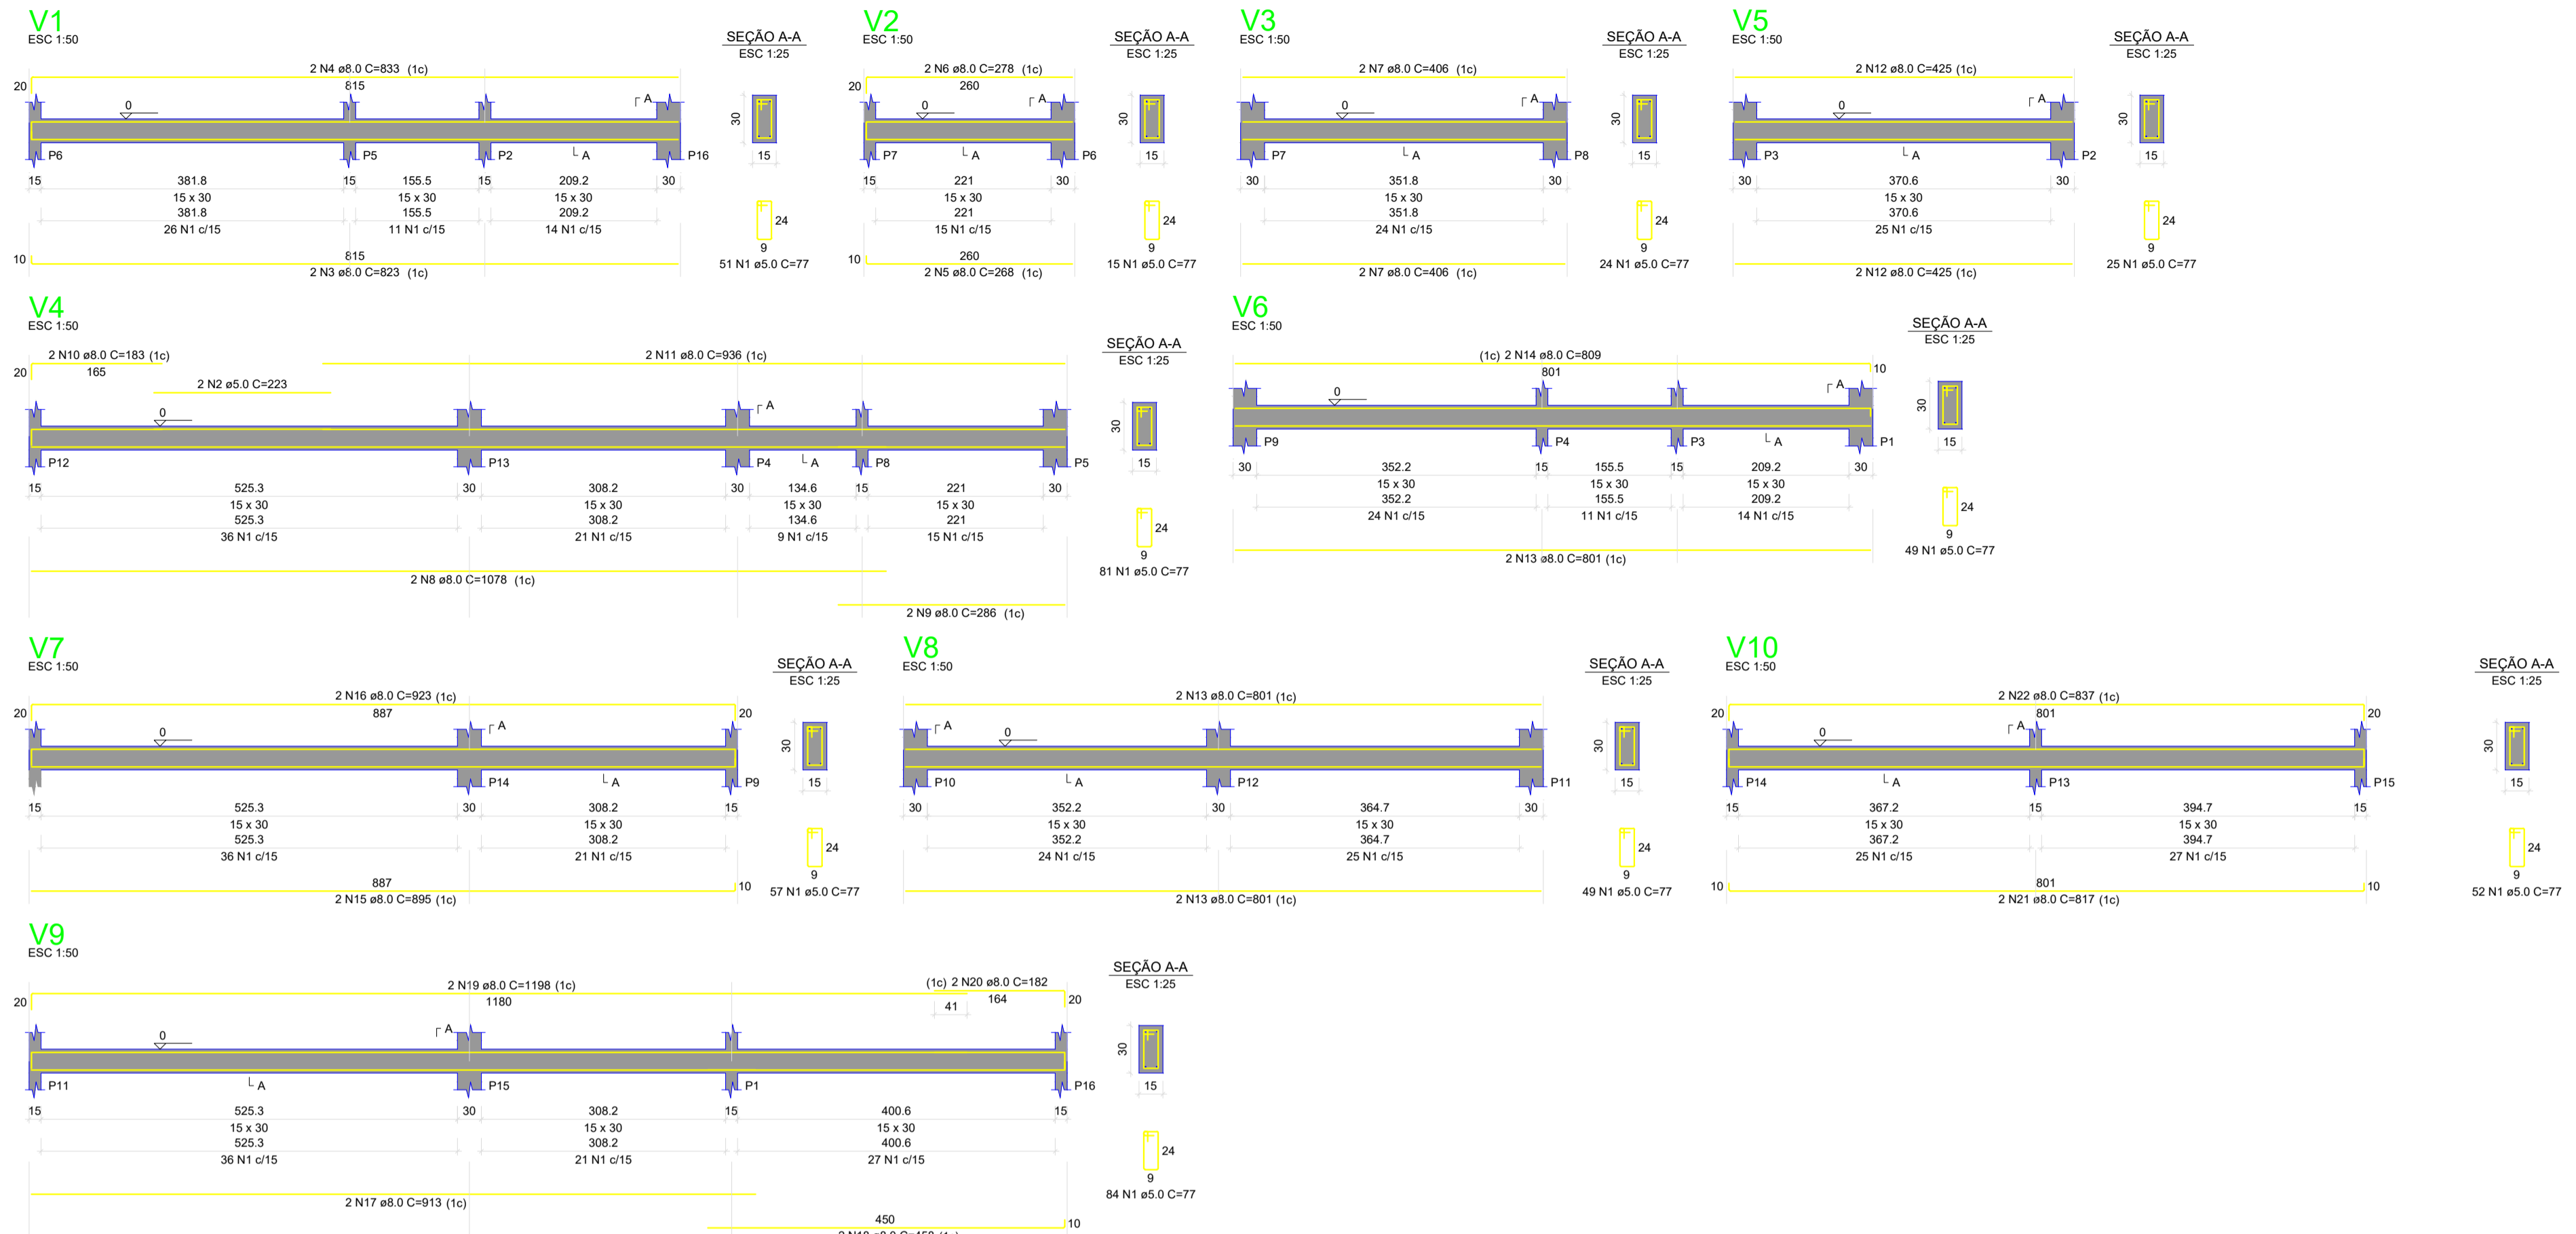 V1
ESC 1:50
SEÇÃO A-A
ESC 1:25
2 N4 ø8.0 C=833 (1c)
20
815
0
A
30
P6
P5
P2
A
P16
15
15
381.8
15
155.5
15
209.2
30
15 x 30
15 x 30
15 x 30
381.8
155.5
209.2
24
26 N1 c/15
11 N1 c/15
14 N1 c/15
9
10
815
51 N1 ø5.0 C=77
2 N3 ø8.0 C=823 (1c)
V2
ESC 1:50
SEÇÃO A-A
ESC 1:25
2 N6 ø8.0 C=278 (1c)
20
260
0
A
30
P7
A
P6
15
15
221
30
15 x 30
221
24
15 N1 c/15
9
10
260
15 N1 ø5.0 C=77
2 N5 ø8.0 C=268 (1c)
V3
ESC 1:50
SEÇÃO A-A
ESC 1:25
2 N7 ø8.0 C=406 (1c)
0
A
30
P7
A
P8
15
30
351.8
30
15 x 30
351.8
24
24 N1 c/15
9
24 N1 ø5.0 C=77
2 N7 ø8.0 C=406 (1c)
V5
ESC 1:50
SEÇÃO A-A
ESC 1:25
2 N12 ø8.0 C=425 (1c)
0
A
30
P3
A
P2
15
30
370.6
30
15 x 30
370.6
24
25 N1 c/15
9
25 N1 ø5.0 C=77
2 N12 ø8.0 C=425 (1c)
V4
ESC 1:50
SEÇÃO A-A
ESC 1:25
2 N10 ø8.0 C=183 (1c)
2 N11 ø8.0 C=936 (1c)
20
165
2 N2 ø5.0 C=223
0
A
30
P12
P13
P4
A
P8
P5
15
15
525.3
30
308.2
30
134.6
15
221
30
15 x 30
15 x 30
15 x 30
15 x 30
525.3
308.2
134.6
221
24
36 N1 c/15
21 N1 c/15
9 N1 c/15
15 N1 c/15
9
81 N1 ø5.0 C=77
2 N8 ø8.0 C=1078 (1c)
2 N9 ø8.0 C=286 (1c)
V6
ESC 1:50
SEÇÃO A-A
ESC 1:25
(1c) 2 N14 ø8.0 C=809
801
10
0
A
30
P9
P4
P3
A
P1
15
30
352.2
15
155.5
15
209.2
30
15 x 30
15 x 30
15 x 30
352.2
155.5
209.2
24
24 N1 c/15
11 N1 c/15
14 N1 c/15
9
49 N1 ø5.0 C=77
2 N13 ø8.0 C=801 (1c)
V7
ESC 1:50
SEÇÃO A-A
ESC 1:25
2 N16 ø8.0 C=923 (1c)
20
887
20
0
A
30
P14
A
P9
15
15
525.3
30
308.2
15
15 x 30
15 x 30
525.3
308.2
24
36 N1 c/15
21 N1 c/15
9
887
10
57 N1 ø5.0 C=77
2 N15 ø8.0 C=895 (1c)
V8
ESC 1:50
SEÇÃO A-A
ESC 1:25
2 N13 ø8.0 C=801 (1c)
A
0
30
P10
A
P12
P11
15
30
352.2
30
364.7
30
15 x 30
15 x 30
352.2
364.7
24
24 N1 c/15
25 N1 c/15
9
49 N1 ø5.0 C=77
2 N13 ø8.0 C=801 (1c)
V10
ESC 1:50
SEÇÃO A-A
ESC 1:25
2 N22 ø8.0 C=837 (1c)
20
801
20
0
A
30
P14
A
P13
P15
15
15
367.2
15
394.7
15
15 x 30
15 x 30
367.2
394.7
24
25 N1 c/15
27 N1 c/15
9
10
801
10
52 N1 ø5.0 C=77
2 N21 ø8.0 C=817 (1c)
V9
ESC 1:50
SEÇÃO A-A
ESC 1:25
2 N19 ø8.0 C=1198 (1c)
(1c) 2 N20 ø8.0 C=182
20
1180
164
20
41
0
A
30
P11
A
P15
P1
P16
15
15
525.3
30
308.2
15
400.6
15
15 x 30
15 x 30
15 x 30
525.3
308.2
400.6
24
36 N1 c/15
21 N1 c/15
27 N1 c/15
9
84 N1 ø5.0 C=77
2 N17 ø8.0 C=913 (1c)
450
10